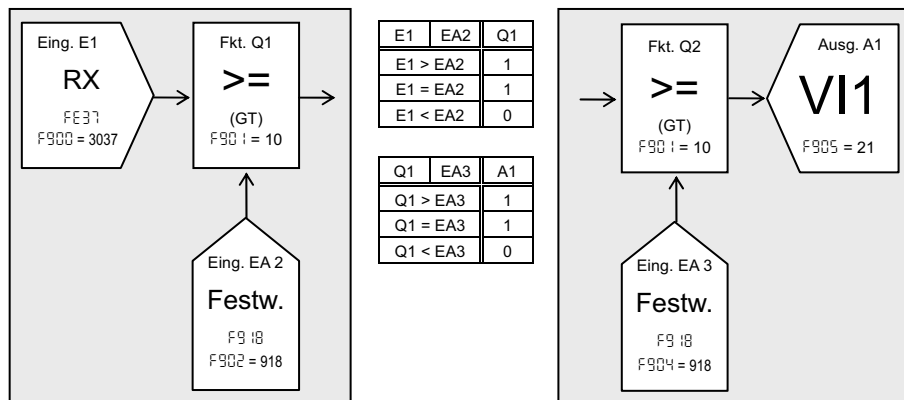 Eing. E1
RX
FE37
F900 = 3037
Fkt. Q1
>=
(GT)
F901 = 10
Eing. EA 2
Festw.
F918
F902 = 918
E1 EA2 Q1
E1 > EA2 1
E1 = EA2 1
E1 < EA2 0
Q1 EA3 A1
Q1 > EA3 1
Q1 = EA3 1
Q1 < EA3 0
Fkt. Q2
>=
(GT)
F901 = 10
Ausg. A1
VI1
F905 = 21
Eing. EA 3
Festw.
F918
F904 = 918